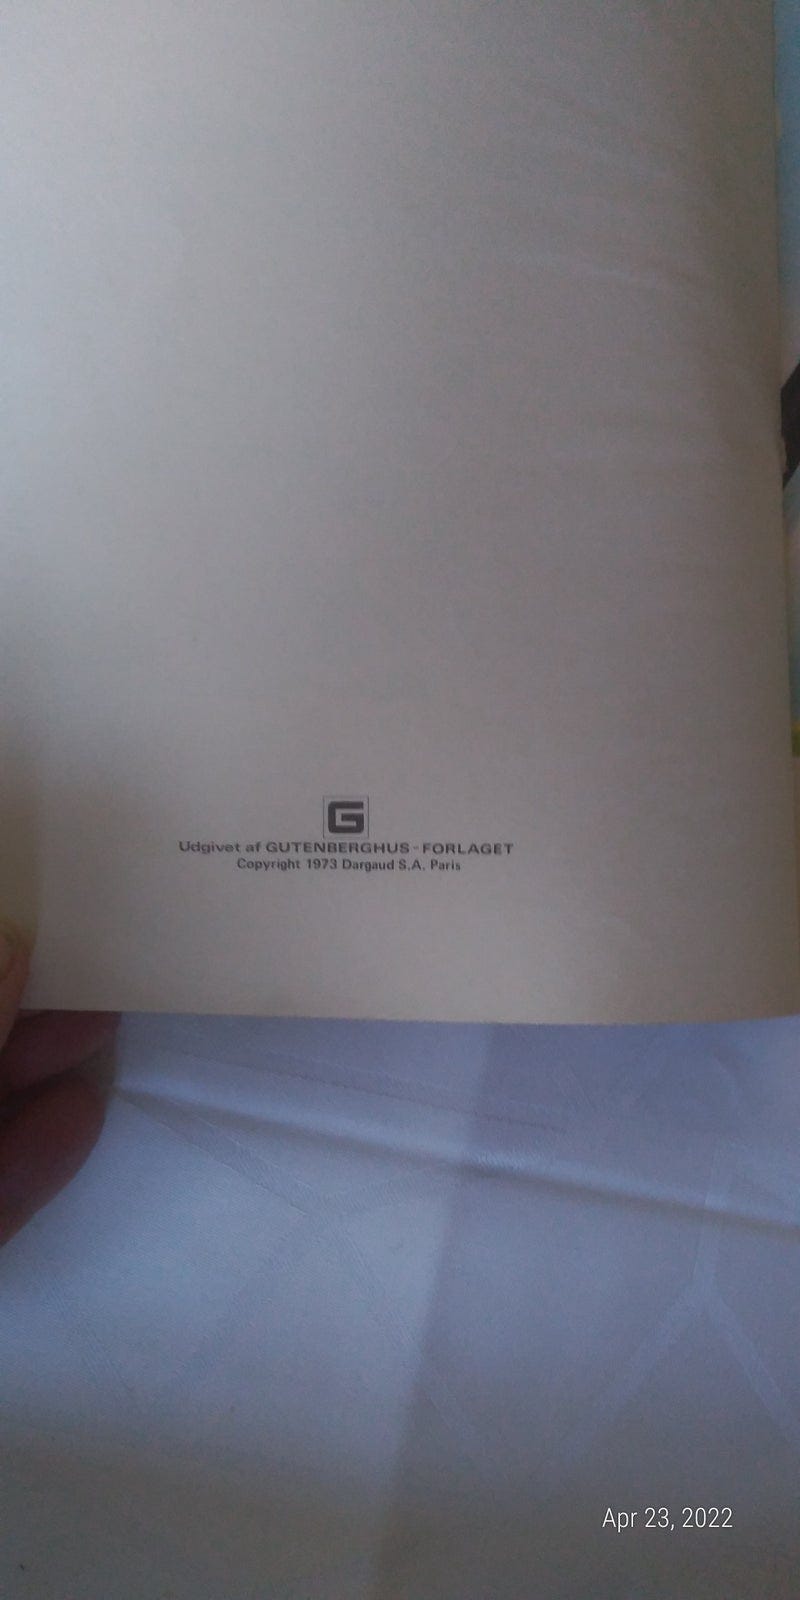 G
Udgivet af GUTENBERGHUS-FORLAGET
Copyright 1973 Dargaud S.A. Paris
Apr 23, 2022